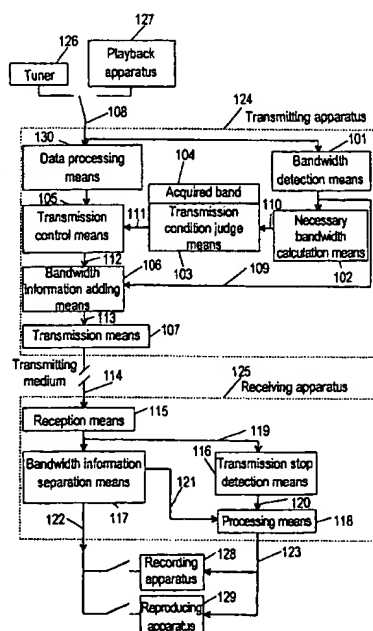 126
127
Tuner
Playback
apparatus
108
124
Transmitting apparatus
130
101
Data processing
means
104
Bandwidth
detection means
105
Acquired band
110
Transmission
control means
111
Transmission
condition judge
means
Necessary
bandwidth
calculation means
112
106
103
109
102
Bandwidth
information adding
means
113
107
Transmission means
Transmitting
medium
114
125
Receiving apparatus
115
Reception means
119
116
Bandwidth information
separation means
121
Transmission stop
detection means
120
122
117
Processing means
118
123
128
Recording
apparatus
129
Reproducing
apparatus